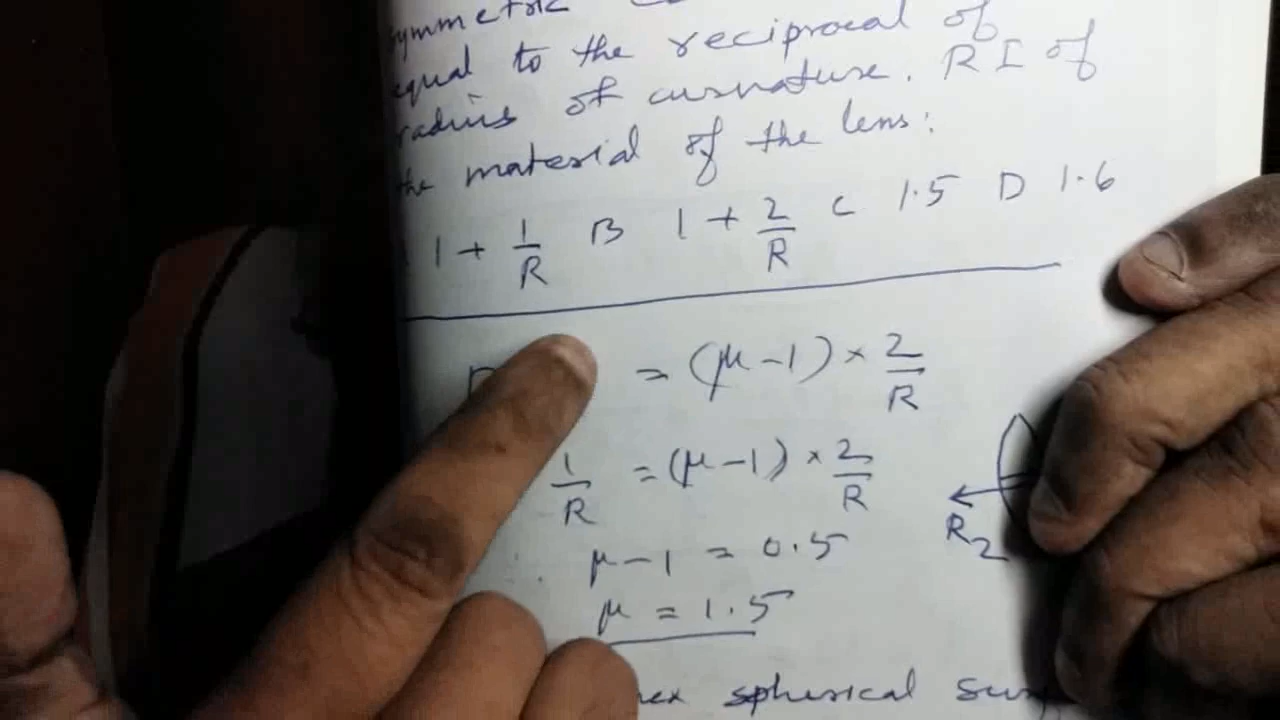 symmetric
equal to the reciprocal of
radius of curvature. R I of
the material of the lens:
1 + 1/R B 1 + 2/R C 1.5 D 1.6
= (μ-1) × 2/R
1/R = (μ-1) × 2/R
R2
μ-1 = 0.5
μ = 1.5
spherical